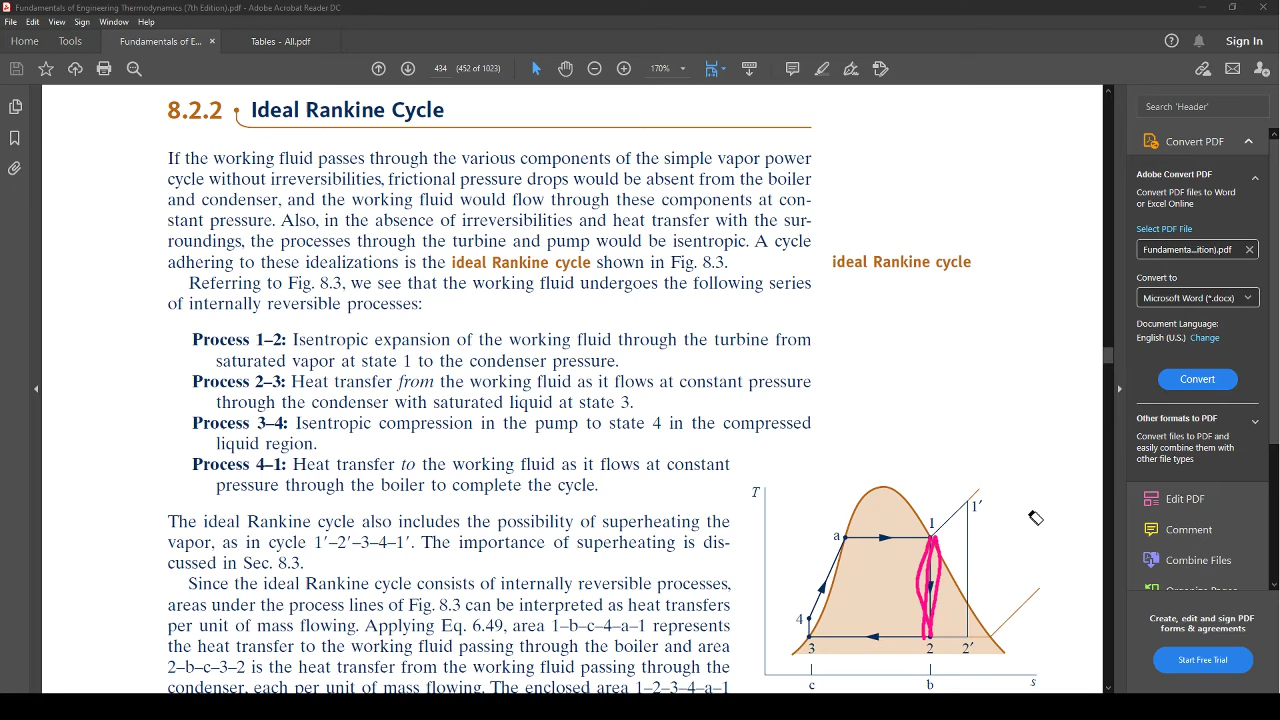 Fundamentals of Engineering Thermodynamics (7th Edition).pdf - Adobe Acrobat Reader DC
File Edit View Sign Window Help
Home Tools Fundamentals of E... × Tables - All.pdf Sign In
434 (452 of 1023) 170%
8.2.2 Ideal Rankine Cycle
If the working fluid passes through the various components of the simple vapor power
cycle without irreversibilities, frictional pressure drops would be absent from the boiler
and condenser, and the working fluid would flow through these components at con-
stant pressure. Also, in the absence of irreversibilities and heat transfer with the sur-
roundings, the processes through the turbine and pump would be isentropic. A cycle
adhering to these idealizations is the ideal Rankine cycle shown in Fig. 8.3.
ideal Rankine cycle
Referring to Fig. 8.3, we see that the working fluid undergoes the following series
of internally reversible processes:
Process 1–2: Isentropic expansion of the working fluid through the turbine from
saturated vapor at state 1 to the condenser pressure.
Process 2–3: Heat transfer from the working fluid as it flows at constant pressure
through the condenser with saturated liquid at state 3.
Process 3–4: Isentropic compression in the pump to state 4 in the compressed
liquid region.
Process 4–1: Heat transfer to the working fluid as it flows at constant
pressure through the boiler to complete the cycle.
The ideal Rankine cycle also includes the possibility of superheating the
vapor, as in cycle 1′–2′–3–4–1′. The importance of superheating is dis-
cussed in Sec. 8.3.
Since the ideal Rankine cycle consists of internally reversible processes,
areas under the process lines of Fig. 8.3 can be interpreted as heat transfers
per unit of mass flowing. Applying Eq. 6.49, area 1–b–c–4–a–1 represents
the heat transfer to the working fluid passing through the boiler and area
2–b–c–3–2 is the heat transfer from the working fluid passing through the
condenser, each per unit of mass flowing. The enclosed area 1–2–3–4–a–1
T
1′
1
a
4
3 2 2′
c b s
Search 'Header'
Convert PDF
Adobe Convert PDF
Convert PDF files to Word
or Excel Online
Select PDF File
Fundamenta...ition).pdf
Convert to
Microsoft Word (*.docx)
Document Language:
English (U.S.) Change
Convert
Other formats to PDF
Convert files to PDF and
easily combine them with
other file types
Edit PDF
Comment
Combine Files
Organize Pages
Create, edit and sign PDF
forms & agreements
Start Free Trial